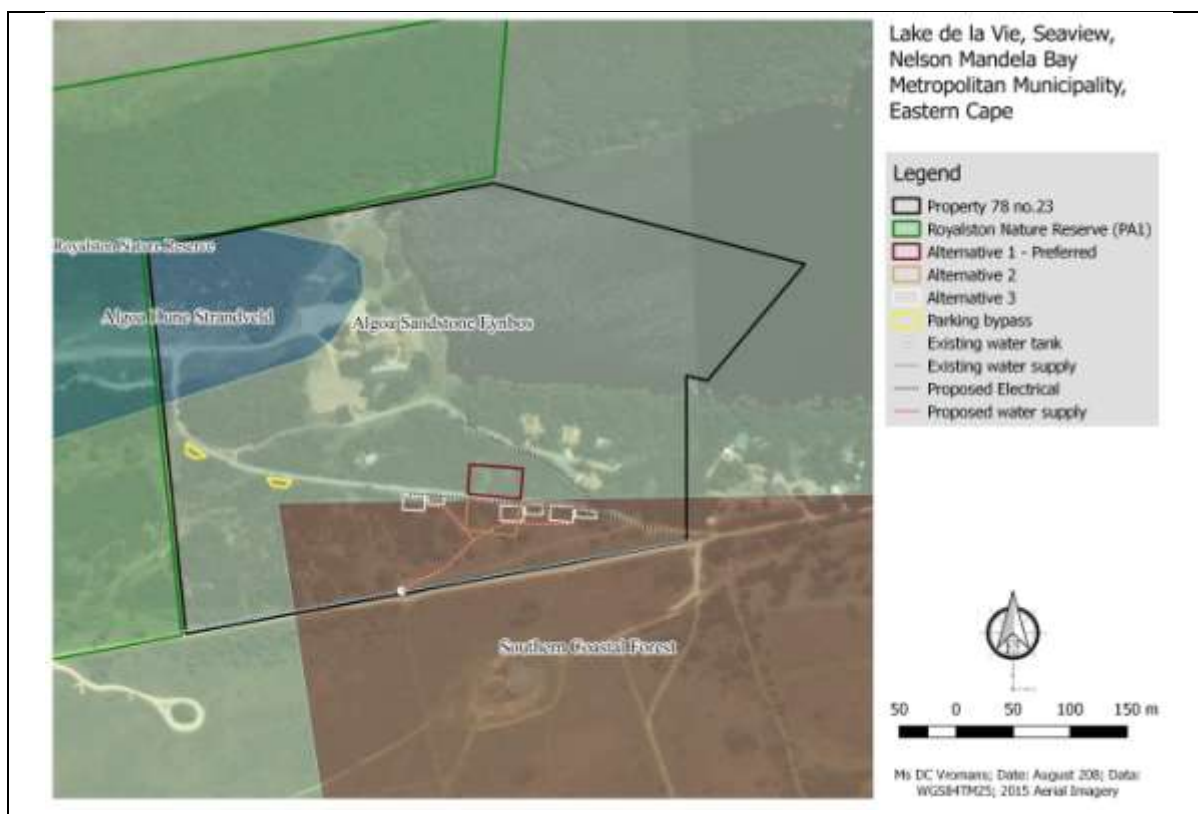 Lake de la Vie, Seaview,
Nelson Mandela Bay
Metropolitan Municipality,
Eastern Cape
Legend
Property 78 no.23
Royalston Nature Reserve (PA1)
Alternative 1 - Preferred
Alternative 2
Alternative 3
Parking bypass
Existing water tank
Existing water supply
Proposed Electrical
Proposed water supply
Royalston Nature Reserve
Algoa Dune Strandveld
Algoa Sandstone Fynbos
Southern Coastal Forest
50 0 50 100 150 m
Ms DC Vromans; Date: August 208; Data:
WGS84TM25; 2015 Aerial Imagery